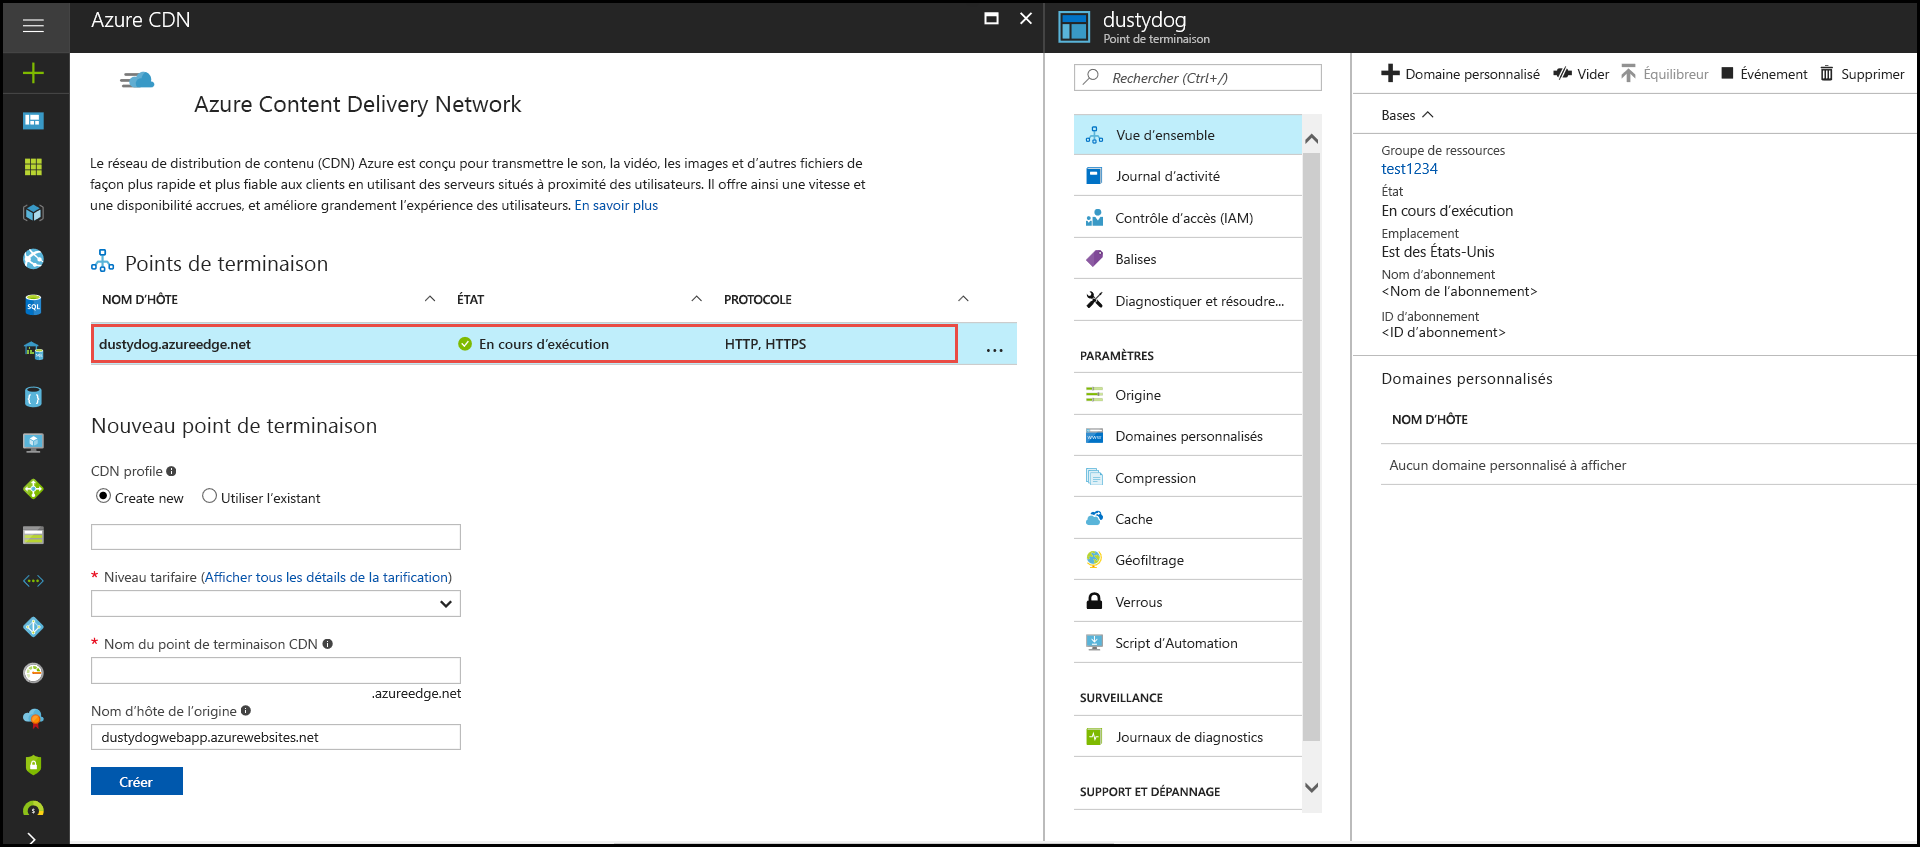 Azure CDN
Azure Content Delivery Network
Le réseau de distribution de contenu (CDN) Azure est conçu pour transmettre le son, la vidéo, les images et d'autres fichiers de
façon plus rapide et plus fiable aux clients en utilisant des serveurs situés à proximité des utilisateurs. Il offre ainsi une vitesse et
une disponibilité accrues, et améliore grandement l'expérience des utilisateurs. En savoir plus
Points de terminaison
NOM D'HÔTE ÉTAT PROTOCOLE
dustydog.azureedge.net En cours d'exécution HTTP, HTTPS ...
Nouveau point de terminaison
CDN profile
Create new Utiliser l'existant
* Niveau tarifaire (Afficher tous les détails de la tarification)
* Nom du point de terminaison CDN
.azureedge.net
Nom d'hôte de l'origine
dustydogwebapp.azurewebsites.net
Créer
dustydog
Point de terminaison
Rechercher (Ctrl+/)
Vue d'ensemble
Journal d'activité
Contrôle d'accès (IAM)
Balises
Diagnostiquer et résoudre...
PARAMÈTRES
Origine
Domaines personnalisés
Compression
Cache
Géofiltrage
Verrous
Script d'Automation
SURVEILLANCE
Journaux de diagnostics
SUPPORT ET DÉPANNAGE
Domaine personnalisé Vider Équilibreur Événement Supprimer
Bases
Groupe de ressources
test1234
État
En cours d'exécution
Emplacement
Est des États-Unis
Nom d'abonnement
<Nom de l'abonnement>
ID d'abonnement
<ID d'abonnement>
Domaines personnalisés
NOM D'HÔTE
Aucun domaine personnalisé à afficher
SQL